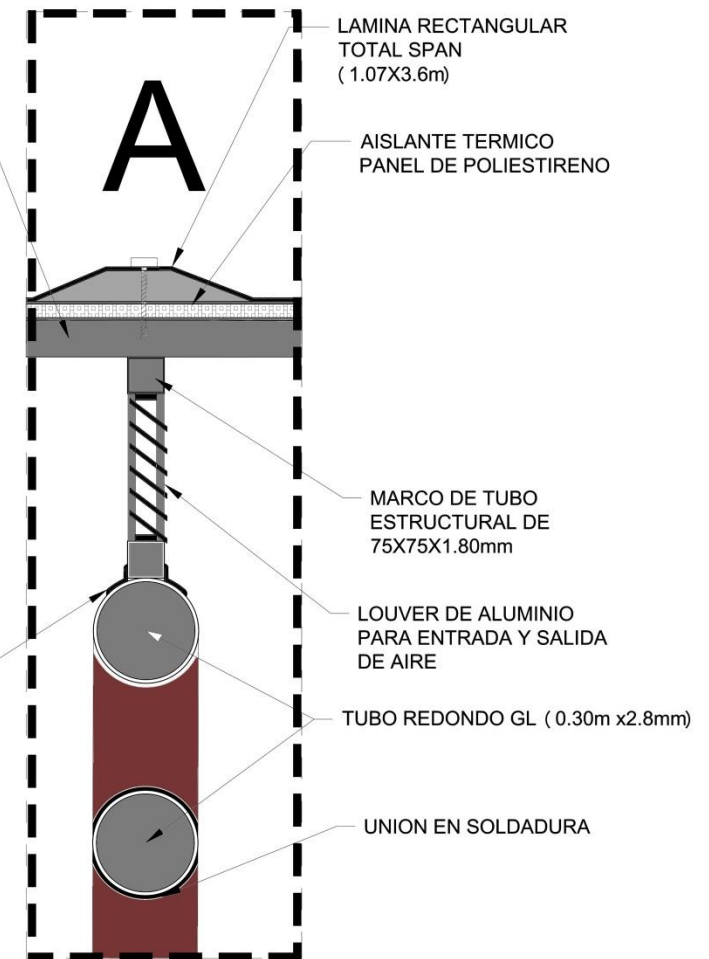 LAMINA RECTANGULAR
TOTAL SPAN
( 1.07X3.6m)
A
AISLANTE TERMICO
PANEL DE POLIESTIRENO
MARCO DE TUBO
ESTRUCTURAL DE
75X75X1.80mm
LOUVER DE ALUMINIO
PARA ENTRADA Y SALIDA
DE AIRE
TUBO REDONDO GL ( 0.30m x2.8mm)
UNION EN SOLDADURA